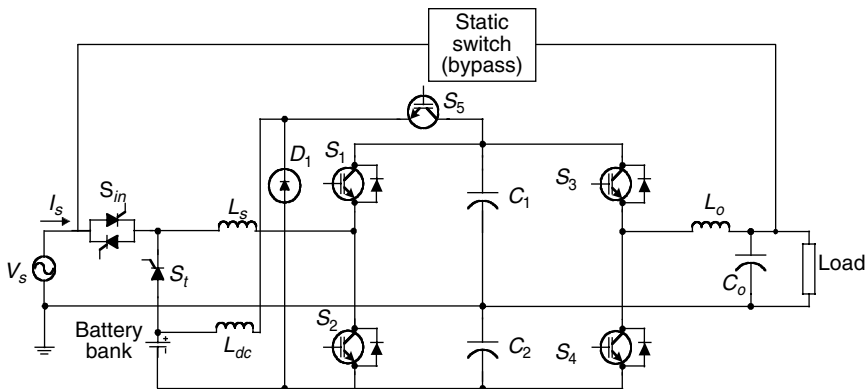 Static
switch
(bypass)
S5
D1
S1
S3
Sin
Is
Ls
C1
Lo
Vs
St
Co
Load
Battery
bank
Ldc
S2
C2
S4